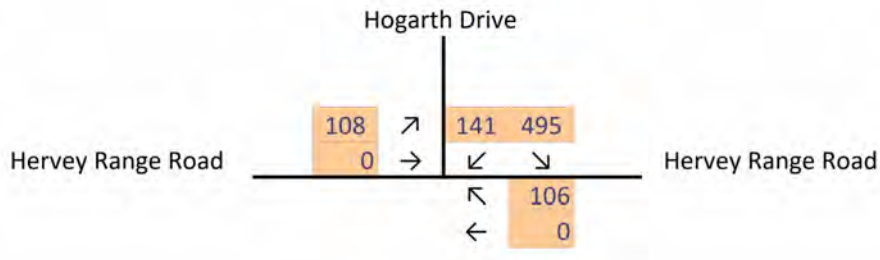 Hogarth Drive
108 ↗ 141 495
Hervey Range Road 0 → ↙ ↘ Hervey Range Road
↖ 106
← 0